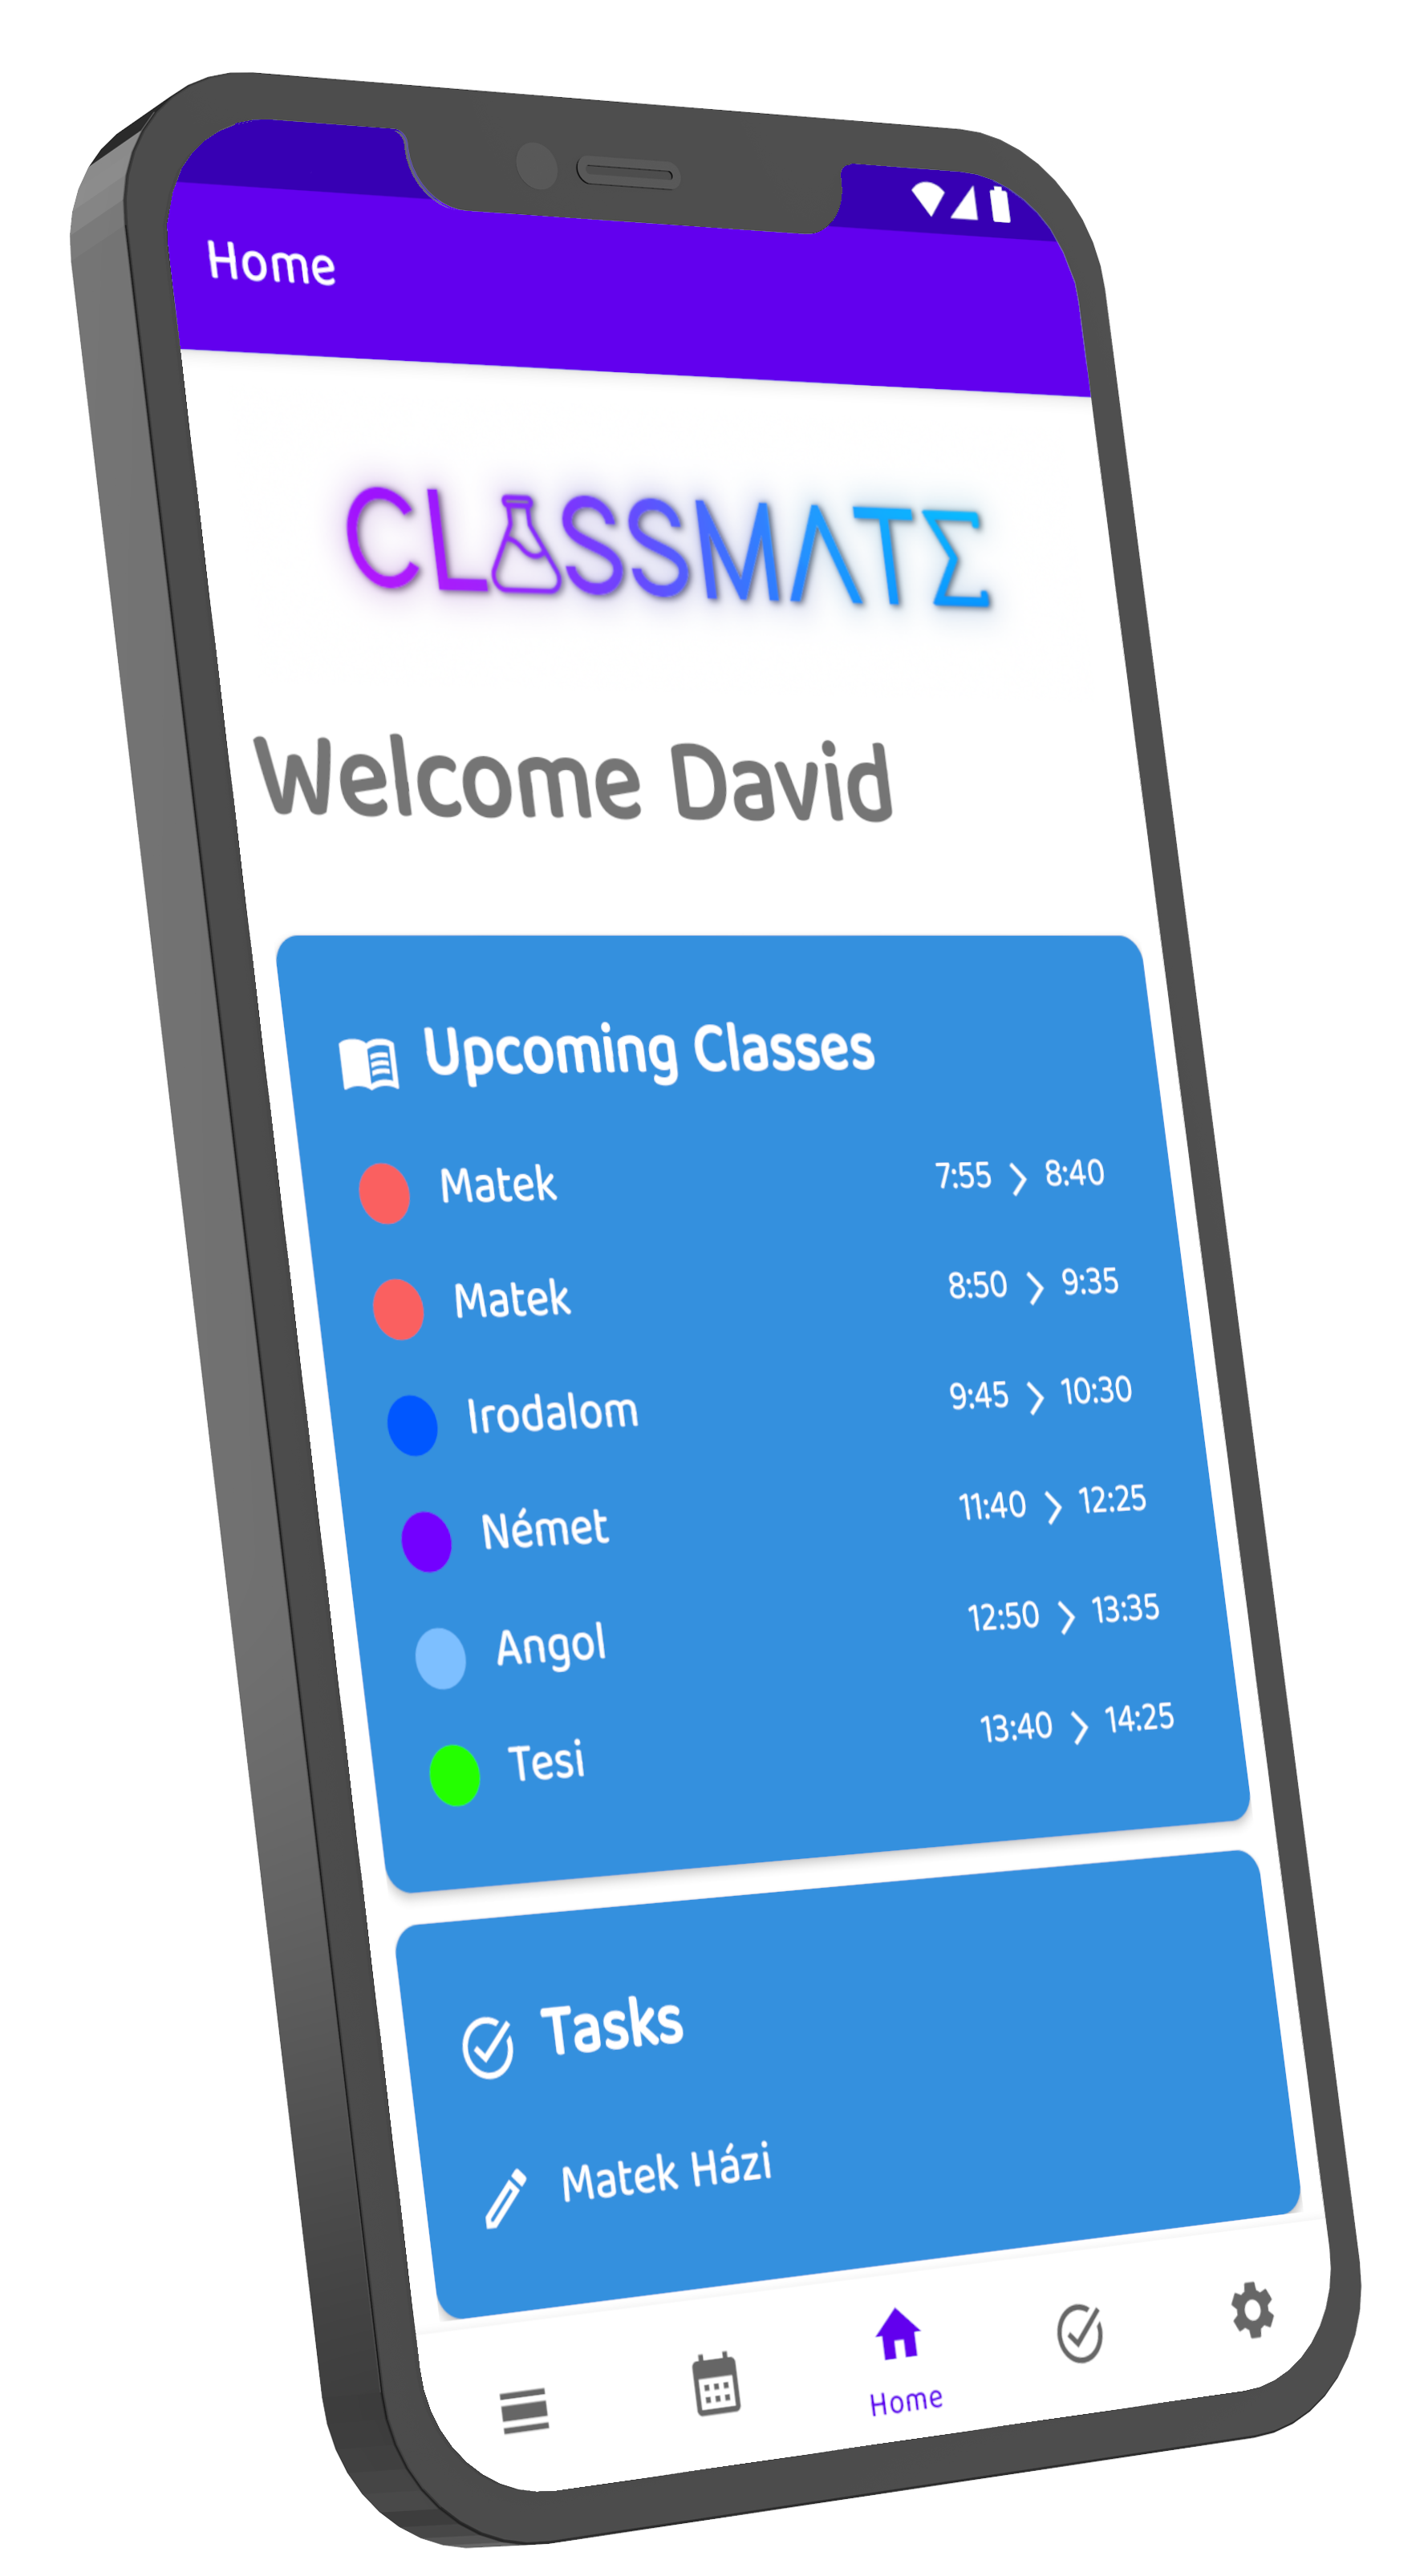 Home
CLASSMATE
Welcome David
Upcoming Classes
Matek 7:55 > 8:40
Matek 8:50 > 9:35
Irodalom 9:45 > 10:30
Német 11:40 > 12:25
Angol 12:50 > 13:35
Tesi 13:40 > 14:25
Tasks
Matek Házi
Home